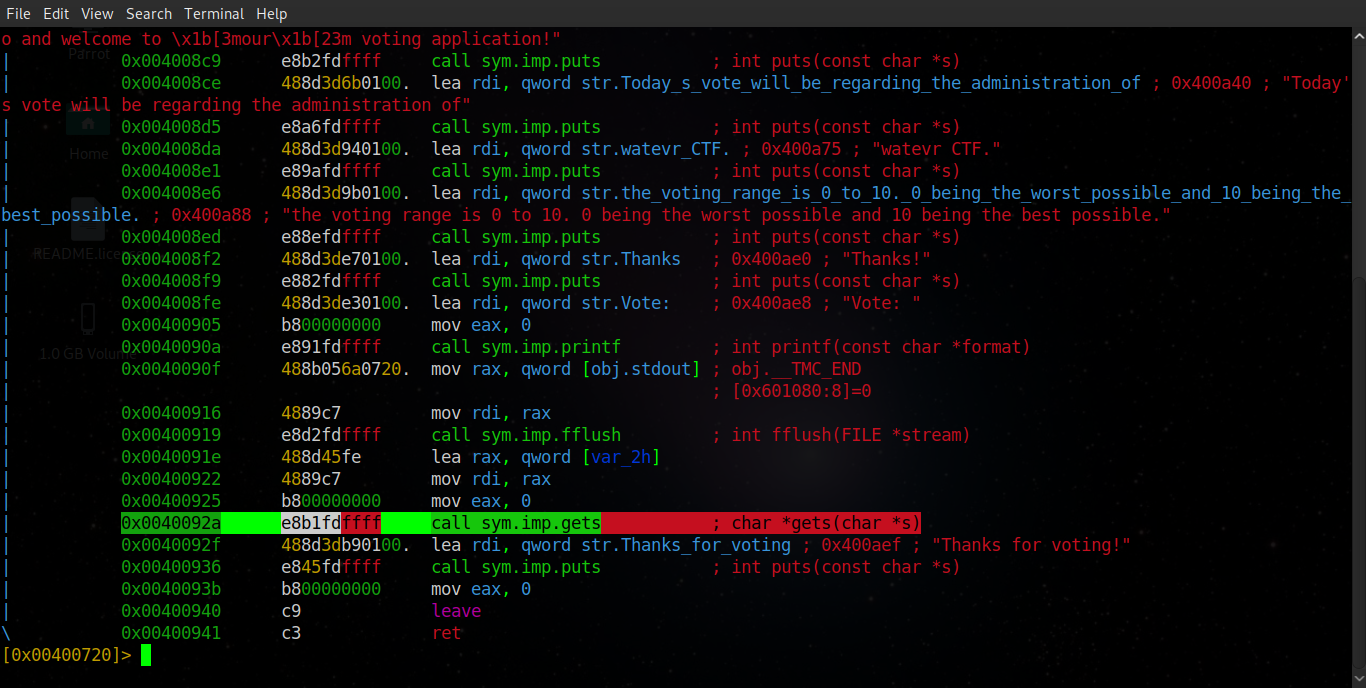 File Edit View Search Terminal Help
o and welcome to \x1b[3mour\x1b[23m voting application!"
| 0x004008c9 e8b2fdffff call sym.imp.puts ; int puts(const char *s)
| 0x004008ce 488d3d6b0100. lea rdi, qword str.Today_s_vote_will_be_regarding_the_administration_of ; 0x400a40 ; "Today'
s vote will be regarding the administration of"
| 0x004008d5 e8a6fdffff call sym.imp.puts ; int puts(const char *s)
| 0x004008da 488d3d940100. lea rdi, qword str.watevr_CTF. ; 0x400a75 ; "watevr CTF."
| 0x004008e1 e89afdffff call sym.imp.puts ; int puts(const char *s)
| 0x004008e6 488d3d9b0100. lea rdi, qword str.the_voting_range_is_0_to_10._0_being_the_worst_possible_and_10_being_the_
best_possible. ; 0x400a88 ; "the voting range is 0 to 10. 0 being the worst possible and 10 being the best possible."
| 0x004008ed e88efdffff call sym.imp.puts ; int puts(const char *s)
| 0x004008f2 488d3de70100. lea rdi, qword str.Thanks ; 0x400ae0 ; "Thanks!"
| 0x004008f9 e882fdffff call sym.imp.puts ; int puts(const char *s)
| 0x004008fe 488d3de30100. lea rdi, qword str.Vote: ; 0x400ae8 ; "Vote: "
| 0x00400905 b800000000 mov eax, 0
| 0x0040090a e891fdffff call sym.imp.printf ; int printf(const char *format)
| 0x0040090f 488b056a0720. mov rax, qword [obj.stdout] ; obj.__TMC_END
| ; [0x601080:8]=0
| 0x00400916 4889c7 mov rdi, rax
| 0x00400919 e8d2fdffff call sym.imp.fflush ; int fflush(FILE *stream)
| 0x0040091e 488d45fe lea rax, qword [var_2h]
| 0x00400922 4889c7 mov rdi, rax
| 0x00400925 b800000000 mov eax, 0
| 0x0040092a e8b1fdffff call sym.imp.gets ; char *gets(char *s)
| 0x0040092f 488d3db90100. lea rdi, qword str.Thanks_for_voting ; 0x400aef ; "Thanks for voting!"
| 0x00400936 e845fdffff call sym.imp.puts ; int puts(const char *s)
| 0x0040093b b800000000 mov eax, 0
| 0x00400940 c9 leave
\ 0x00400941 c3 ret
[0x00400720]>
Parrot
Home
README.lice
1.0 GB Volum